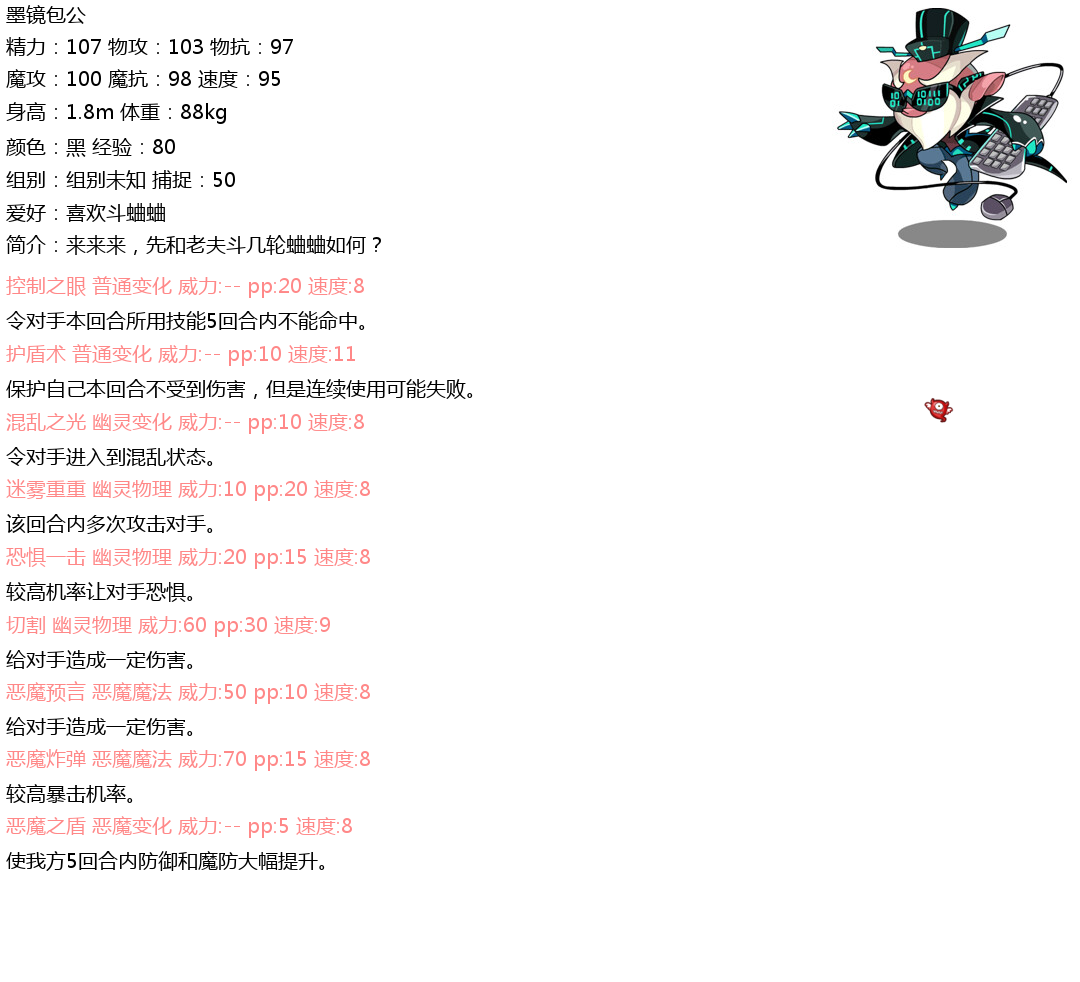 墨镜包公
精力：107 物攻：103 物抗：97
魔攻：100 魔抗：98 速度：95
身高：1.8m 体重：88kg
颜色：黑 经验：80
组别：组别未知 捕捉：50
爱好：喜欢斗蛐蛐
简介：来来来，先和老夫斗几轮蛐蛐如何？
控制之眼 普通变化 威力:-- pp:20 速度:8
令对手本回合所用技能5回合内不能命中。
护盾术 普通变化 威力:-- pp:10 速度:11
保护自己本回合不受到伤害，但是连续使用可能失败。
混乱之光 幽灵变化 威力:-- pp:10 速度:8
令对手进入到混乱状态。
迷雾重重 幽灵物理 威力:10 pp:20 速度:8
该回合内多次攻击对手。
恐惧一击 幽灵物理 威力:20 pp:15 速度:8
较高机率让对手恐惧。
切割 幽灵物理 威力:60 pp:30 速度:9
给对手造成一定伤害。
恶魔预言 恶魔魔法 威力:50 pp:10 速度:8
给对手造成一定伤害。
恶魔炸弹 恶魔魔法 威力:70 pp:15 速度:8
较高暴击机率。
恶魔之盾 恶魔变化 威力:-- pp:5 速度:8
使我方5回合内防御和魔防大幅提升。